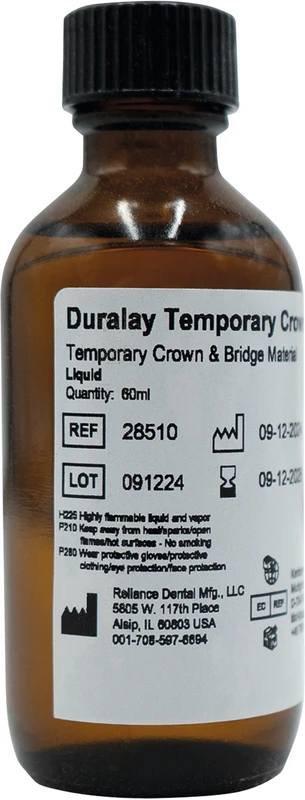 Duralay Temporary Crow
Temporary Crown & Bridge Material
Liquid
Quantity: 60ml
REF 28510 09-12-202
LOT 091224 09-12-202
H225 Highly flammable liquid and vapor
P210 Keep away from heat/sparks/open
flames/hot surfaces - No smoking
P280 Wear protective gloves/protective
clothing/eye protection/face protection
Reliance Dental Mfg., LLC
5805 W. 117th Place
Alsip, IL 60803 USA
001-708-597-6694
EC REP